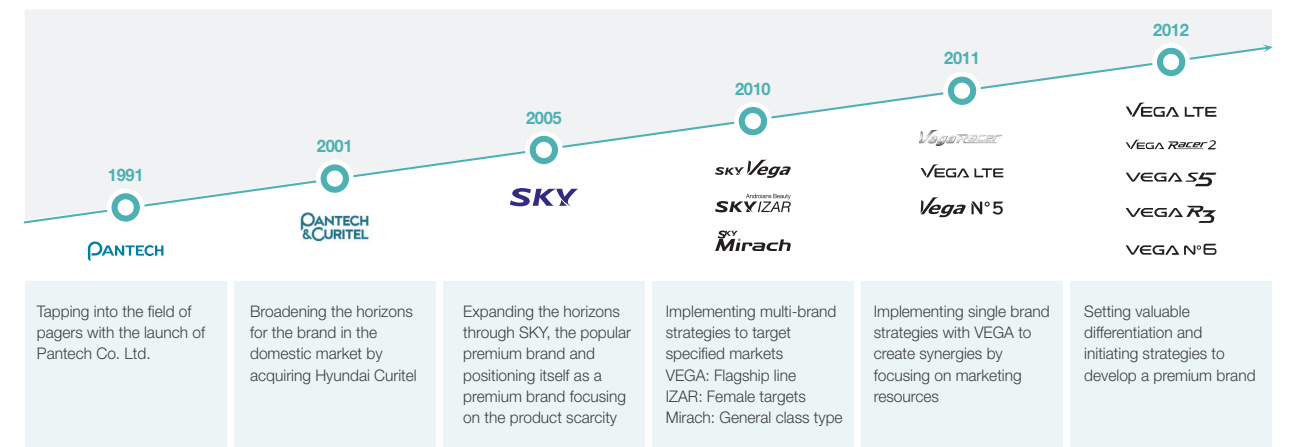 1991
PANTECH
Tapping into the field of
pagers with the launch of
Pantech Co. Ltd.
2001
PANTECH
&CURITEL
Broadening the horizons
for the brand in the
domestic market by
acquiring Hyundai Curitel
2005
SKY
Expanding the horizons
through SKY, the popular
premium brand and
positioning itself as a
premium brand focusing
on the product scarcity
2010
SKY Vega
Androians Beauty
SKY IZAR
SKY
Mirach
Implementing multi-brand
strategies to target
specified markets
VEGA: Flagship line
IZAR: Female targets
Mirach: General class type
2011
Vega Racer
VEGA LTE
Vega N°5
Implementing single brand
strategies with VEGA to
create synergies by
focusing on marketing
resources
2012
VEGA LTE
VEGA Racer 2
VEGA S5
VEGA R3
VEGA N°6
Setting valuable
differentiation and
initiating strategies to
develop a premium brand